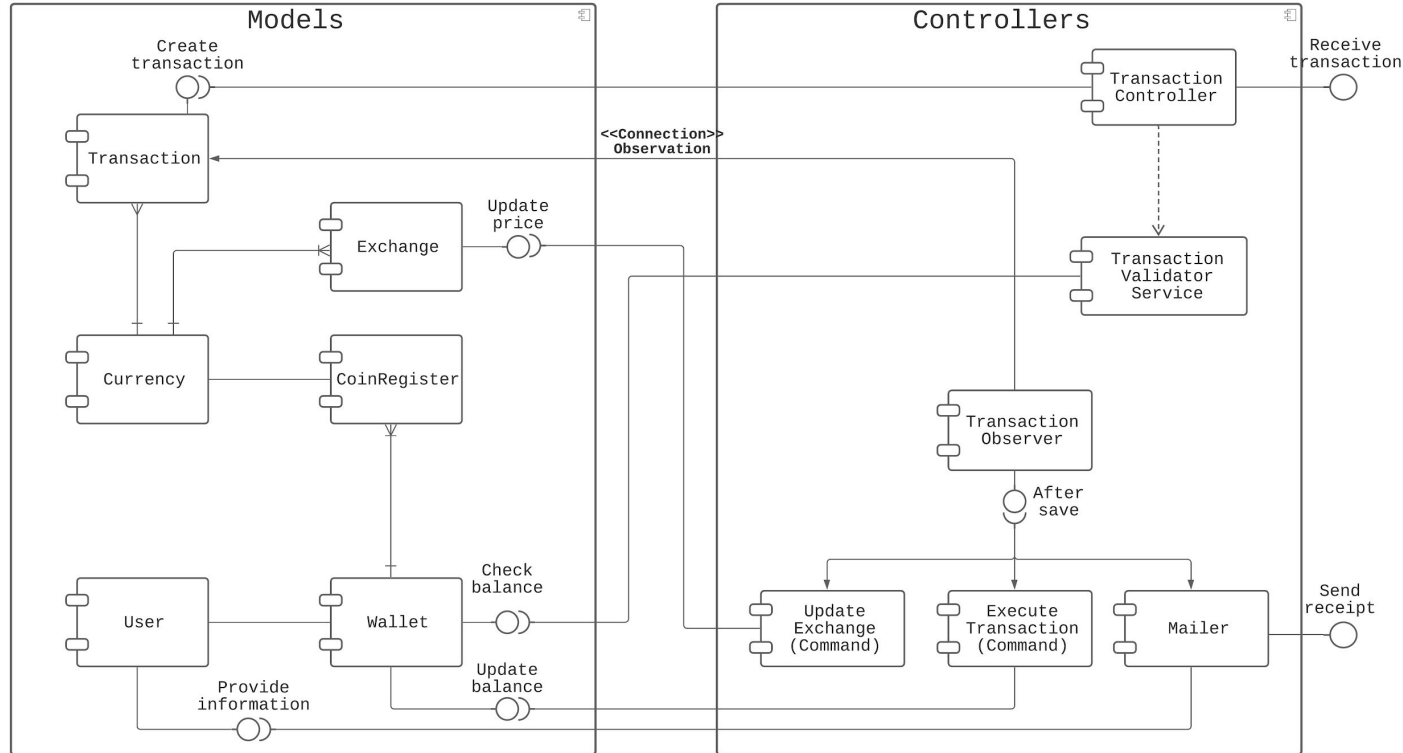 Models
Controllers
Create
transaction
Receive
transaction
Transaction
Controller
<<Connection>>
Observation
Transaction
Update
price
Exchange
Transaction
Validator
Service
Currency
CoinRegister
Transaction
Observer
After
save
Check
balance
User
Wallet
Update
Exchange
(Command)
Execute
Transaction
(Command)
Mailer
Send
receipt
Update
balance
Provide
information